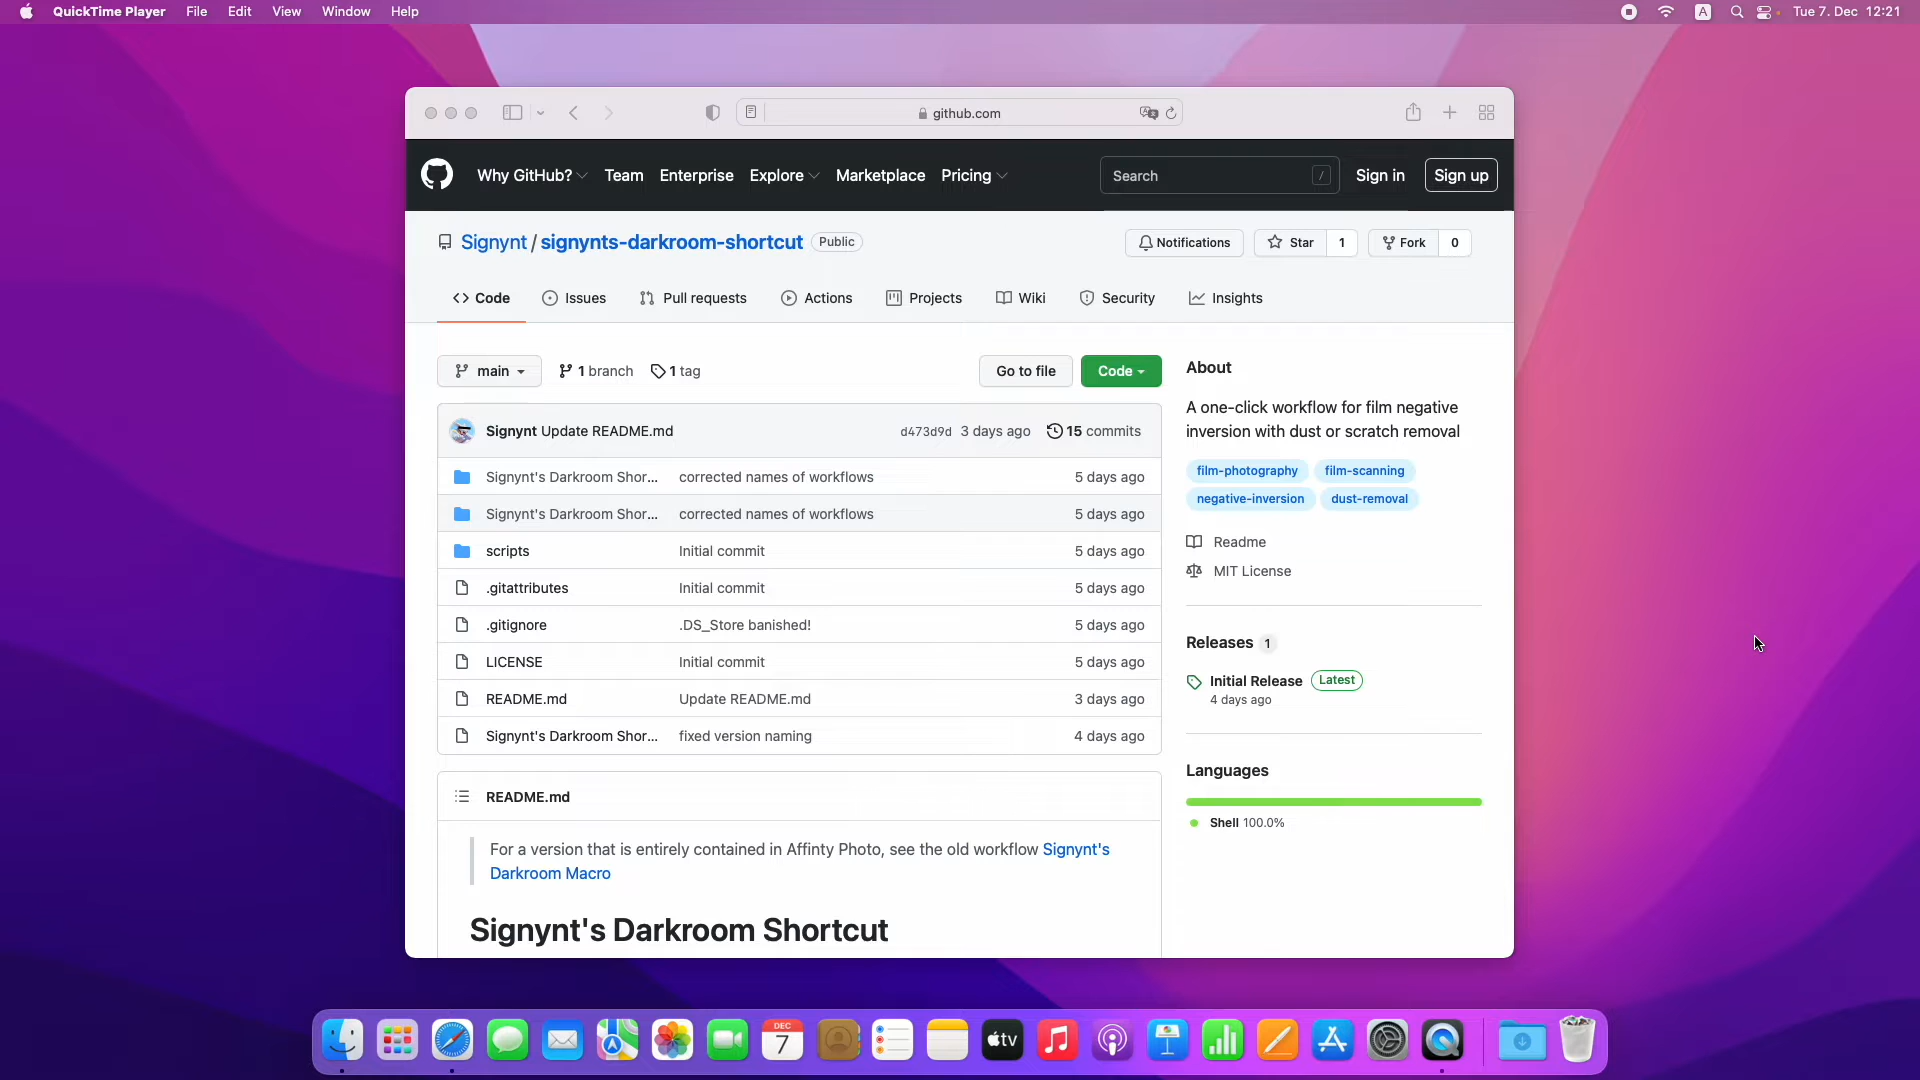 QuickTime Player File Edit View Window Help
A Tue 7. Dec 12:21
github.com
Why GitHub? Team Enterprise Explore Marketplace Pricing Search / Sign in Sign up
Signynt / signynts-darkroom-shortcut Public
Notifications Star 1 Fork 0
Code Issues Pull requests Actions Projects Wiki Security Insights
main 1 branch 1 tag Go to file Code
Signynt Update README.md d473d9d 3 days ago 15 commits
Signynt's Darkroom Shor... corrected names of workflows 5 days ago
Signynt's Darkroom Shor... corrected names of workflows 5 days ago
scripts Initial commit 5 days ago
.gitattributes Initial commit 5 days ago
.gitignore .DS_Store banished! 5 days ago
LICENSE Initial commit 5 days ago
README.md Update README.md 3 days ago
Signynt's Darkroom Shor... fixed version naming 4 days ago
README.md
For a version that is entirely contained in Affinty Photo, see the old workflow Signynt's
Darkroom Macro
Signynt's Darkroom Shortcut
About
A one-click workflow for film negative
inversion with dust or scratch removal
film-photography film-scanning
negative-inversion dust-removal
Readme
MIT License
Releases 1
Initial Release Latest
4 days ago
Languages
Shell 100.0%
DEC
7
tv